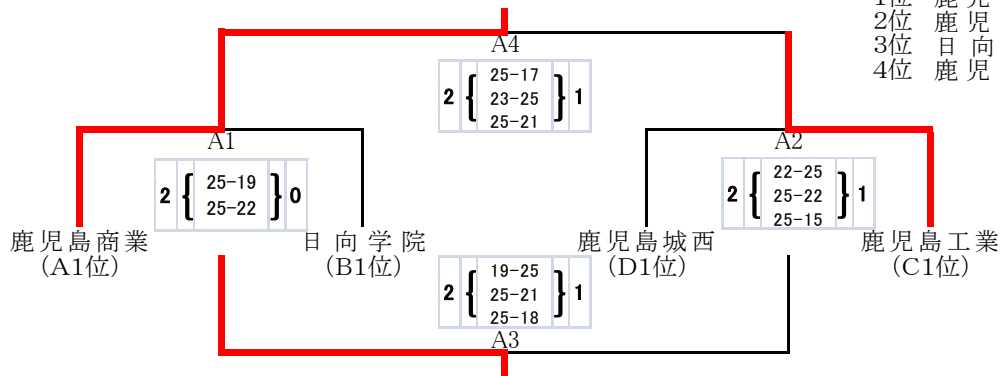 1位 鹿 児
2位 鹿 児
3位 日 向
4位 鹿 児
A4
2 { 25-17 } 1
23-25
25-21
A1
2 { 25-19 } 0
25-22
A2
2 { 22-25 } 1
25-22
25-15
鹿児島商業 日向学院 鹿児島城西 鹿児島工業
(A1位) (B1位) (D1位) (C1位)
2 { 19-25 } 1
25-21
25-18
A3